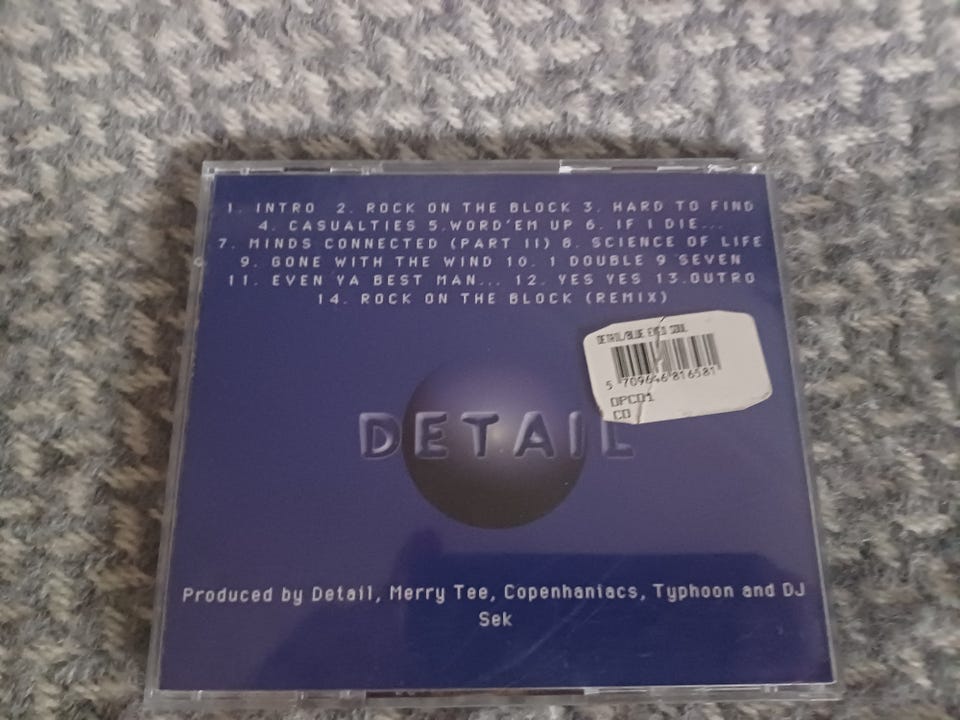 1. INTRO 2. ROCK ON THE BLOCK 3. HARD TO FIND
4. CASUALTIES 5.WORD'EM UP 6. IF I DIE...
7. MINDS CONNECTED (PART II) 8. SCIENCE OF LIFE
9. GONE WITH THE WIND 10. 1 DOUBLE 9 SEVEN
11. EVEN YA BEST MAN... 12. YES YES 13.OUTRO
14. ROCK ON THE BLOCK (REMIX)
DETAIL/BLUE EYED SOUL
5 709646 816581
OPCD1
CD
DETAIL
Produced by Detail, Merry Tee, Copenhaniacs, Typhoon and DJ
Sek